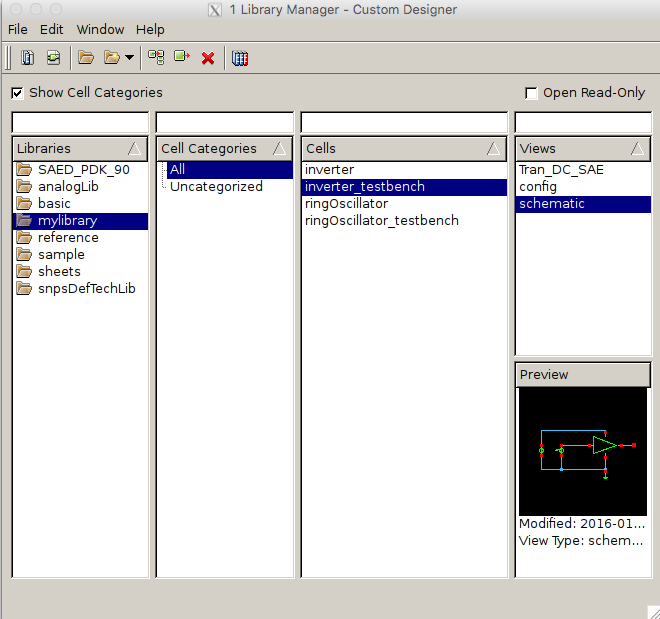 1 Library Manager - Custom Designer
File Edit Window Help
Show Cell Categories
Open Read-Only
Libraries
SAED_PDK_90
analogLib
basic
mylibrary
reference
sample
sheets
snpsDefTechLib
Cell Categories
All
Uncategorized
Cells
inverter
inverter_testbench
ringOscillator
ringOscillator_testbench
Views
Tran_DC_SAE
config
schematic
Preview
Modified: 2016-01...
View Type: schem...